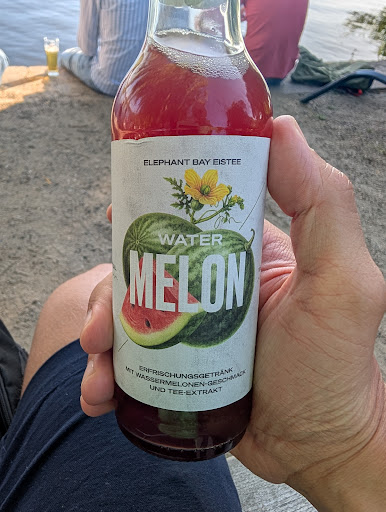 ELEPHANT BAY EISTEE
WATER
MELON
ERFRISCHUNGSGETRÄNK
MIT WASSERMELONEN-GESCHMACK
UND TEE-EXTRAKT